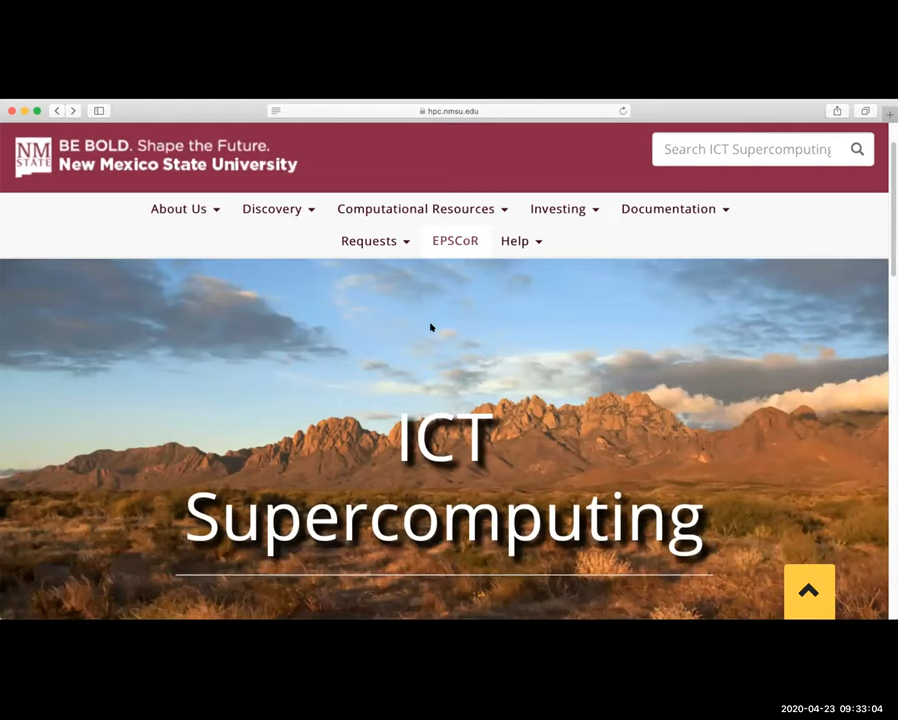 hpc.nmsu.edu
NM
STATE
BE BOLD. Shape the Future.
New Mexico State University
Search ICT Supercomputing
About Us Discovery Computational Resources Investing Documentation
Requests EPSCoR Help
ICT
Supercomputing
2020-04-23 09:33:04